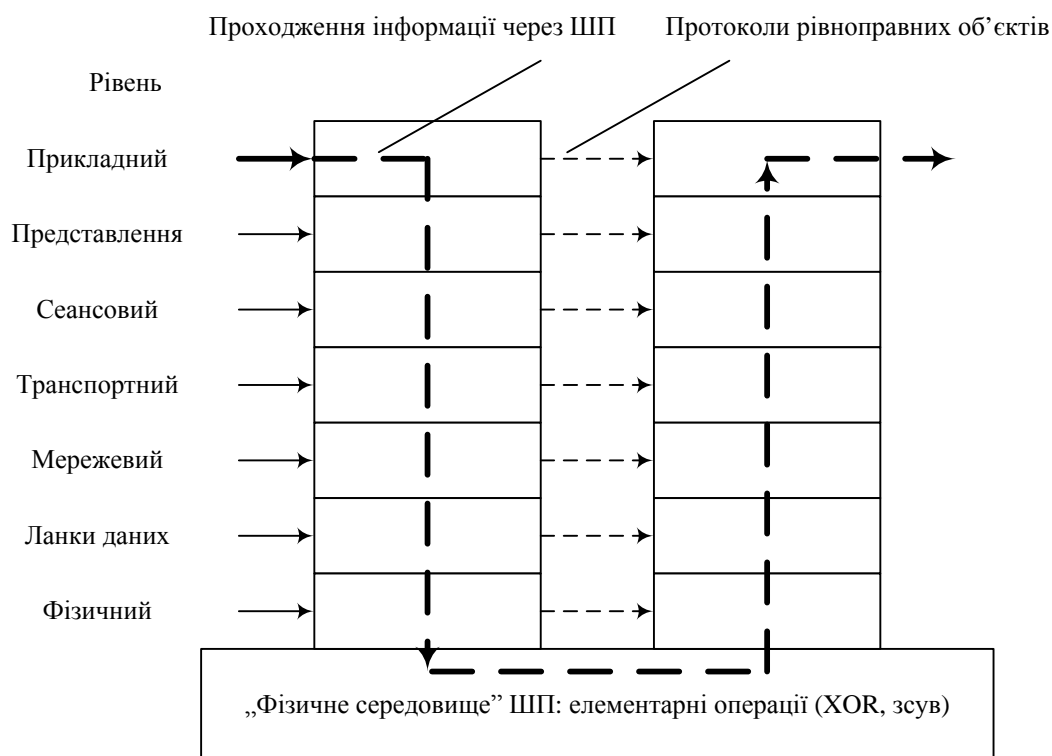 Проходження інформації через ШП
Протоколи рівноправних об’єктів
Рівень
Прикладний
Представлення
Сеансовий
Транспортний
Мережевий
Ланки даних
Фізичний
„Фізичне середовище” ШП: елементарні операції (XOR, зсув)